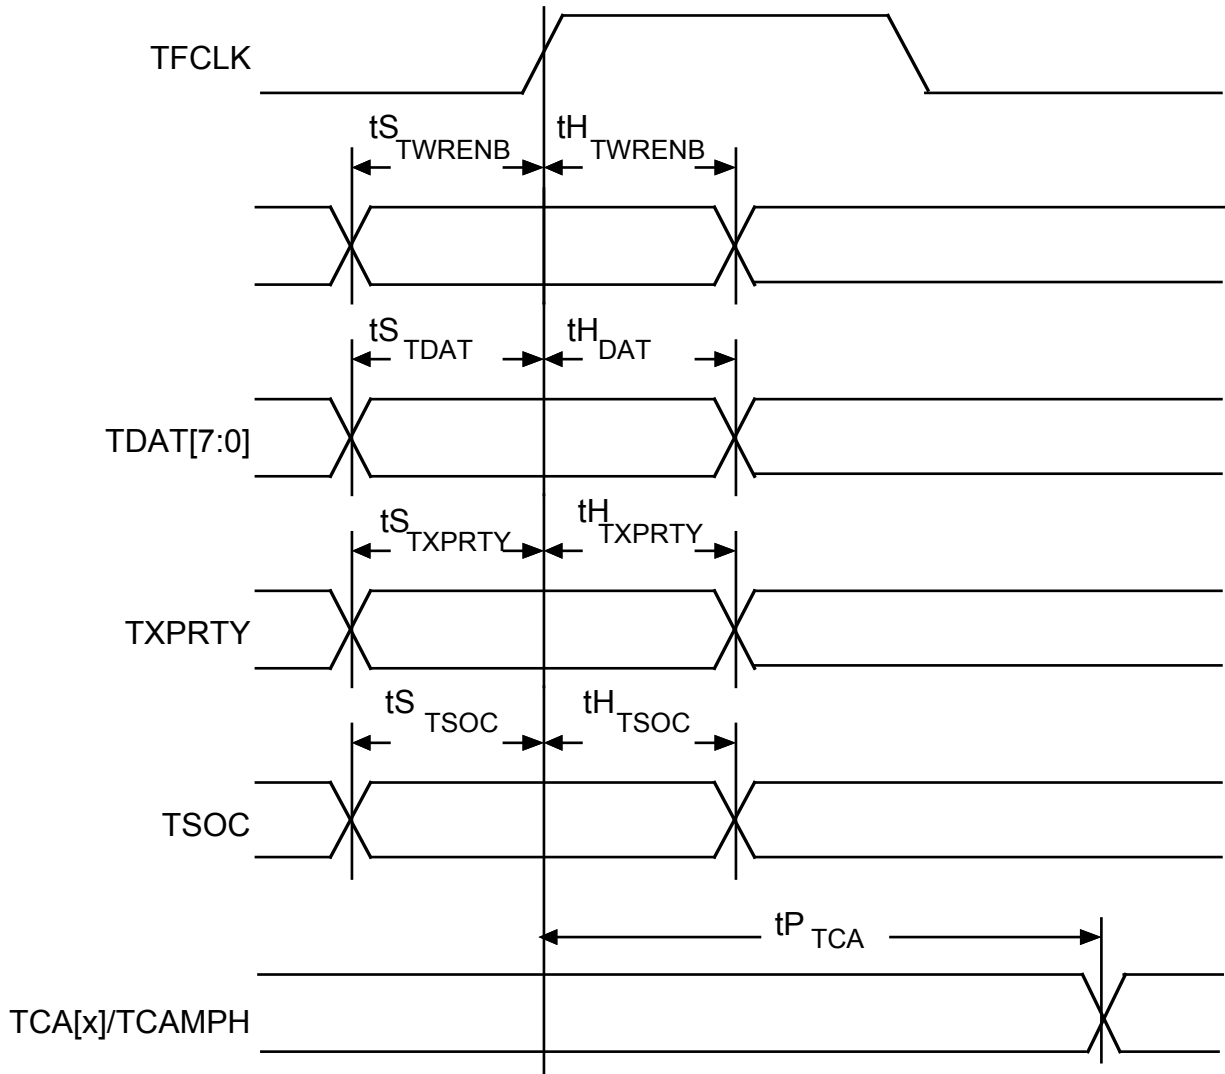 TFCLK
tS TWRENB tH TWRENB
tS TDAT tH DAT
TDAT[7:0]
tS TXPRTY tH TXPRTY
TXPRTY
tS TSOC tH TSOC
TSOC
tP TCA
TCA[x]/TCAMPH